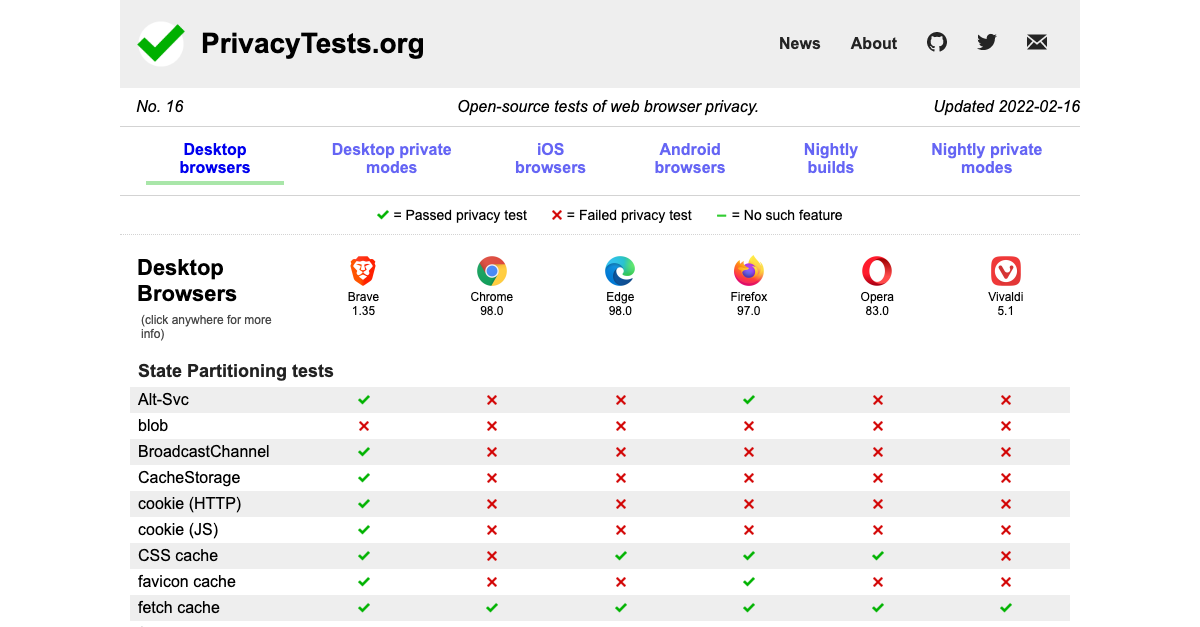 PrivacyTests.org
News About
No. 16 Open-source tests of web browser privacy. Updated 2022-02-16
Desktop browsers Desktop private modes iOS browsers Android browsers Nightly builds Nightly private modes
= Passed privacy test = Failed privacy test = No such feature
Desktop
Browsers
(click anywhere for more
info)
Brave Chrome Edge Firefox Opera Vivaldi
1.35 98.0 98.0 97.0 83.0 5.1
State Partitioning tests
Alt-Svc
blob
BroadcastChannel
CacheStorage
cookie (HTTP)
cookie (JS)
CSS cache
favicon cache
fetch cache